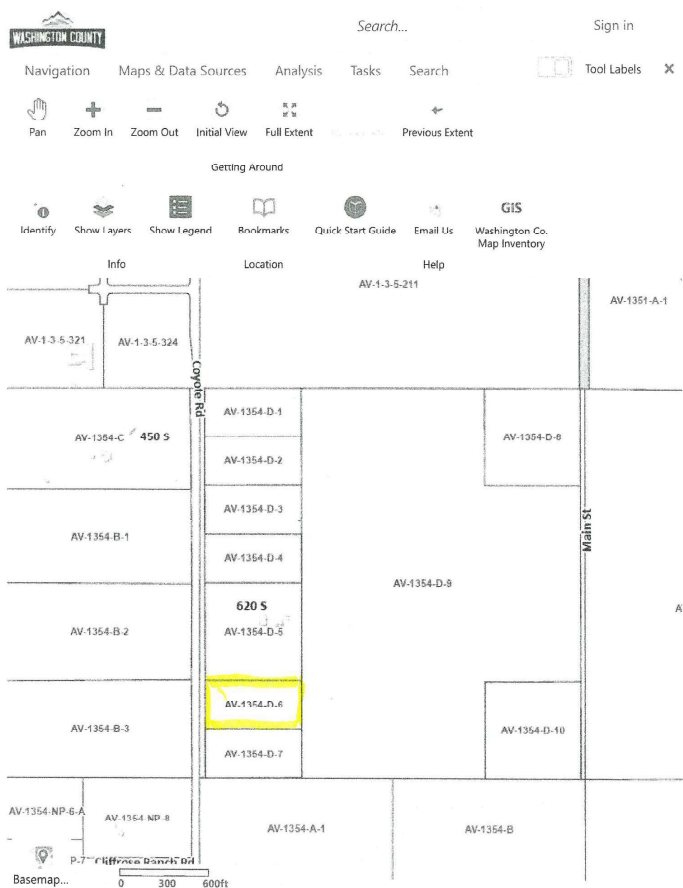 WASHINGTON COUNTY
Search...
Sign in
Navigation
Maps & Data Sources
Analysis
Tasks
Search
Tool Labels
X
Pan
Zoom In
Zoom Out
Initial View
Full Extent
Previous Extent
Getting Around
Identify
Show Layers
Show Legend
Bookmarks
Quick Start Guide
Email Us
GIS
Washington Co.
Map Inventory
Info
Location
Help
AV-1-3-5-211
AV-1351-A-1
AV-1-3-5-321
AV-1-3-5-324
Coyote Rd
AV-1354-D-1
AV-1354-C
450 S
AV-1354-D-8
AV-1354-D-2
AV-1354-D-3
Main St
AV-1354-B-1
AV-1354-D-4
AV-1354-D-9
620 S
AV-1354-B-2
AV-1354-D-5
AV-1354-D-6
AV-1354-B-3
AV-1354-D-10
AV-1354-D-7
AV-1354-NP-6-A
AV-1354-NP-8
AV-1354-A-1
AV-1354-B
P-7
Cliffrose Ranch Rd
Basemap...
0 300 600ft